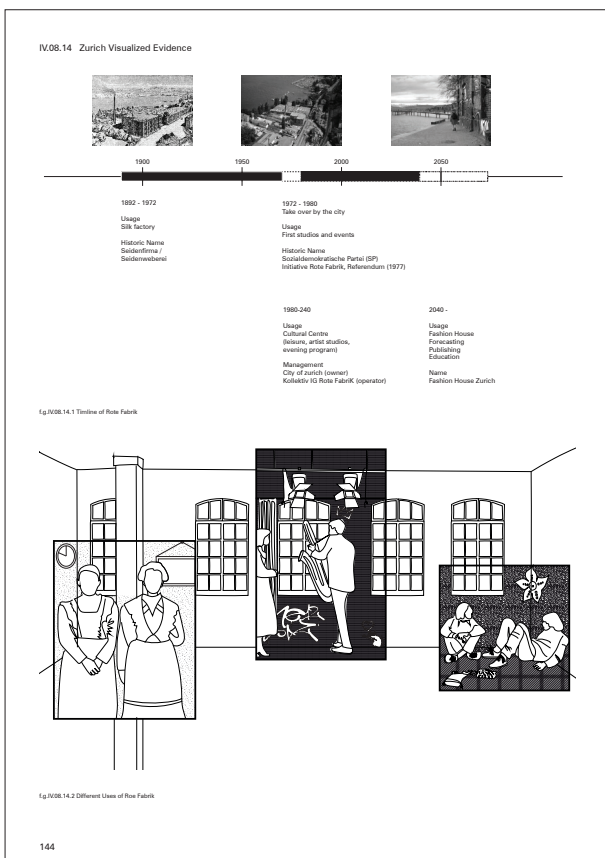 IV.08.14 Zurich Visualized Evidence
1900
1950
2000
2050
1892 - 1972
Usage
Silk factory
Historic Name
Seidenfirma /
Seidenweberei
1972 - 1980
Take over by the city
Usage
First studios and events
Historic Name
Sozialdemokratische Partei (SP)
Initiative Rote Fabrik, Referendum (1977)
1980-240
Usage
Cultural Centre
(leisure, artist studios,
evening program)
Management
City of zurich (owner)
Kollektiv IG Rote FabriK (operator)
2040 -
Usage
Fashion House
Forecasting
Publishing
Education
Name
Fashion House Zurich
f.g.IV.08.14.1 Timline of Rote Fabrik
f.g.IV.08.14.2 Different Uses of Roe Fabrik
144